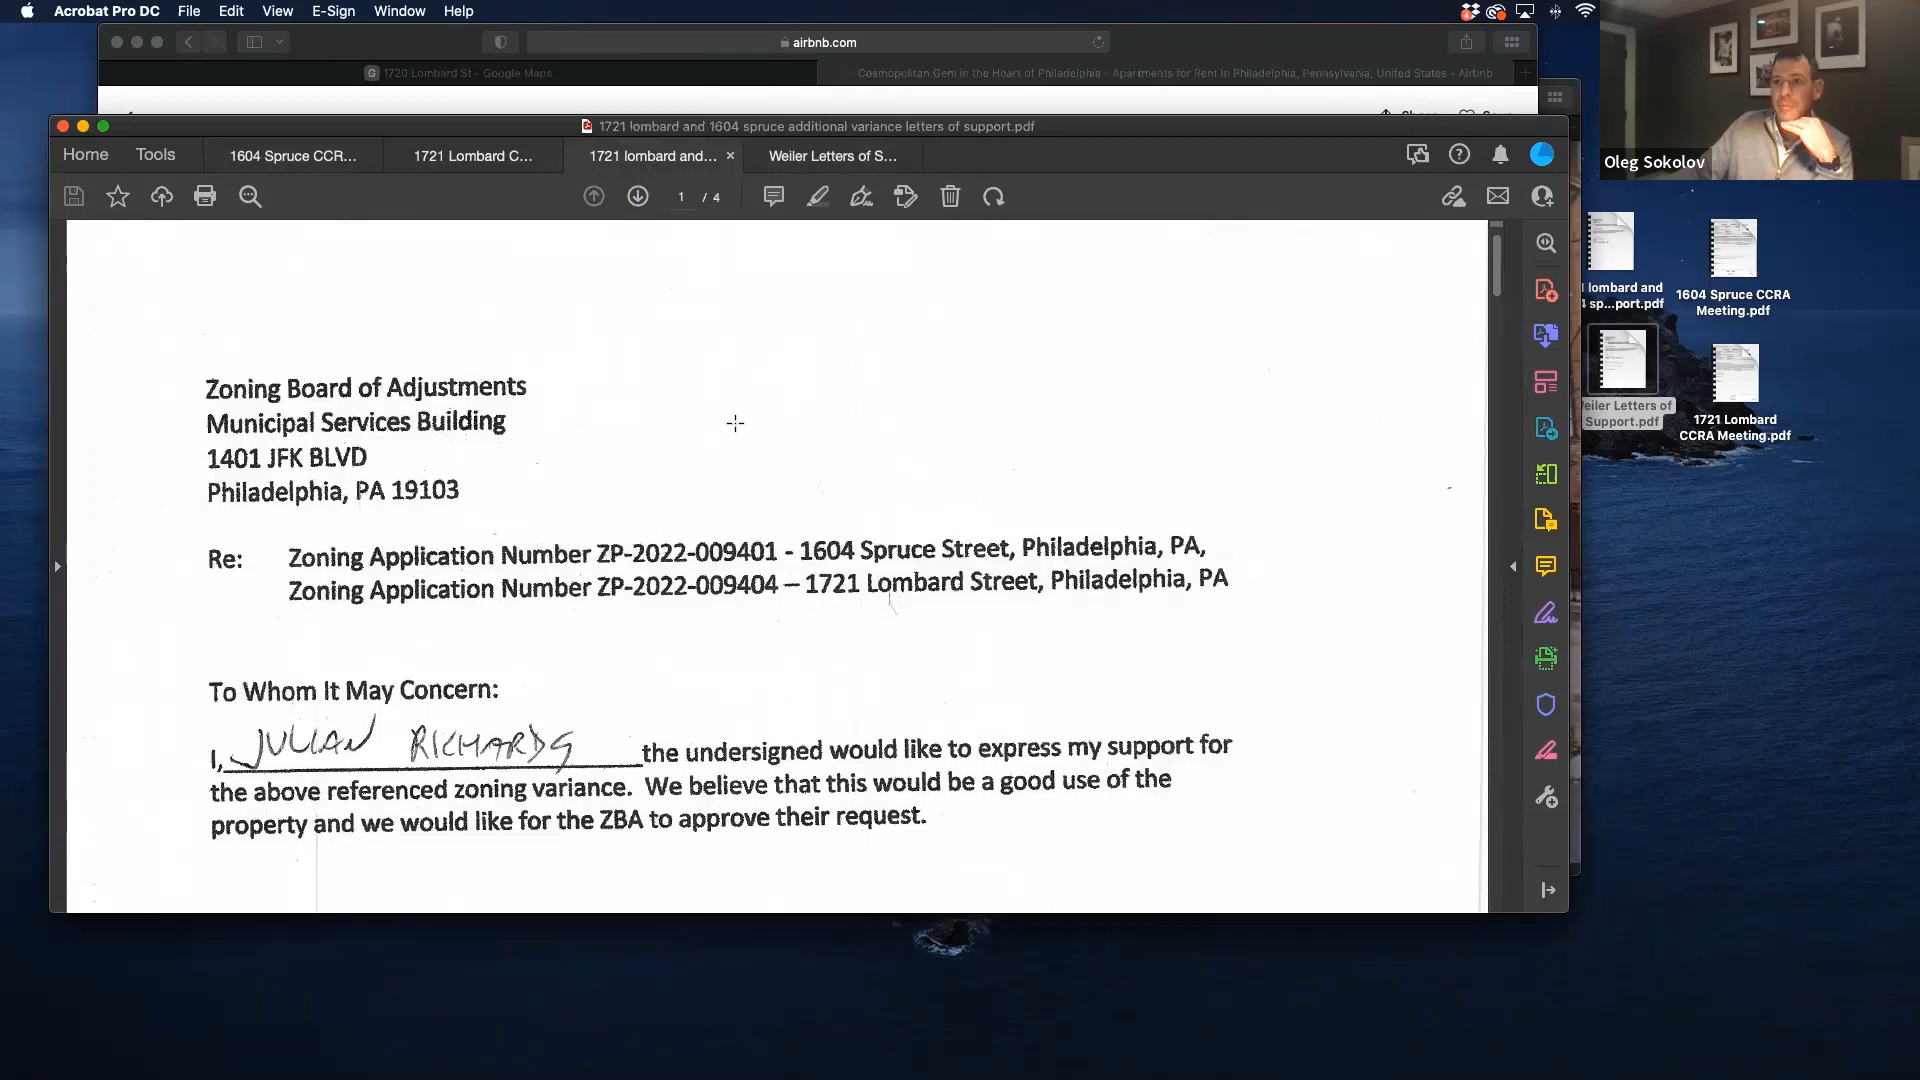 Acrobat Pro DC File Edit View E-Sign Window Help
airbnb.com
1720 Lombard St - Google Maps
Cosmopolitan Gem in the Heart of Philadelphia - Apartments for Rent in Philadelphia, Pennsylvania, United States - Airbnb
1721 lombard and 1604 spruce additional variance letters of support.pdf
Home Tools 1604 Spruce CCR... 1721 Lombard C... 1721 lombard and... Weiler Letters of S...
1 / 4
Oleg Sokolov
Zoning Board of Adjustments
Municipal Services Building
1401 JFK BLVD
Philadelphia, PA 19103
Re: Zoning Application Number ZP-2022-009401 - 1604 Spruce Street, Philadelphia, PA,
Zoning Application Number ZP-2022-009404 – 1721 Lombard Street, Philadelphia, PA
To Whom It May Concern:
I, JULIAN RICHARDS the undersigned would like to express my support for
the above referenced zoning variance. We believe that this would be a good use of the
property and we would like for the ZBA to approve their request.
lombard and
sp...port.pdf
1604 Spruce CCRA
Meeting.pdf
eiler Letters of
Support.pdf
1721 Lombard
CCRA Meeting.pdf